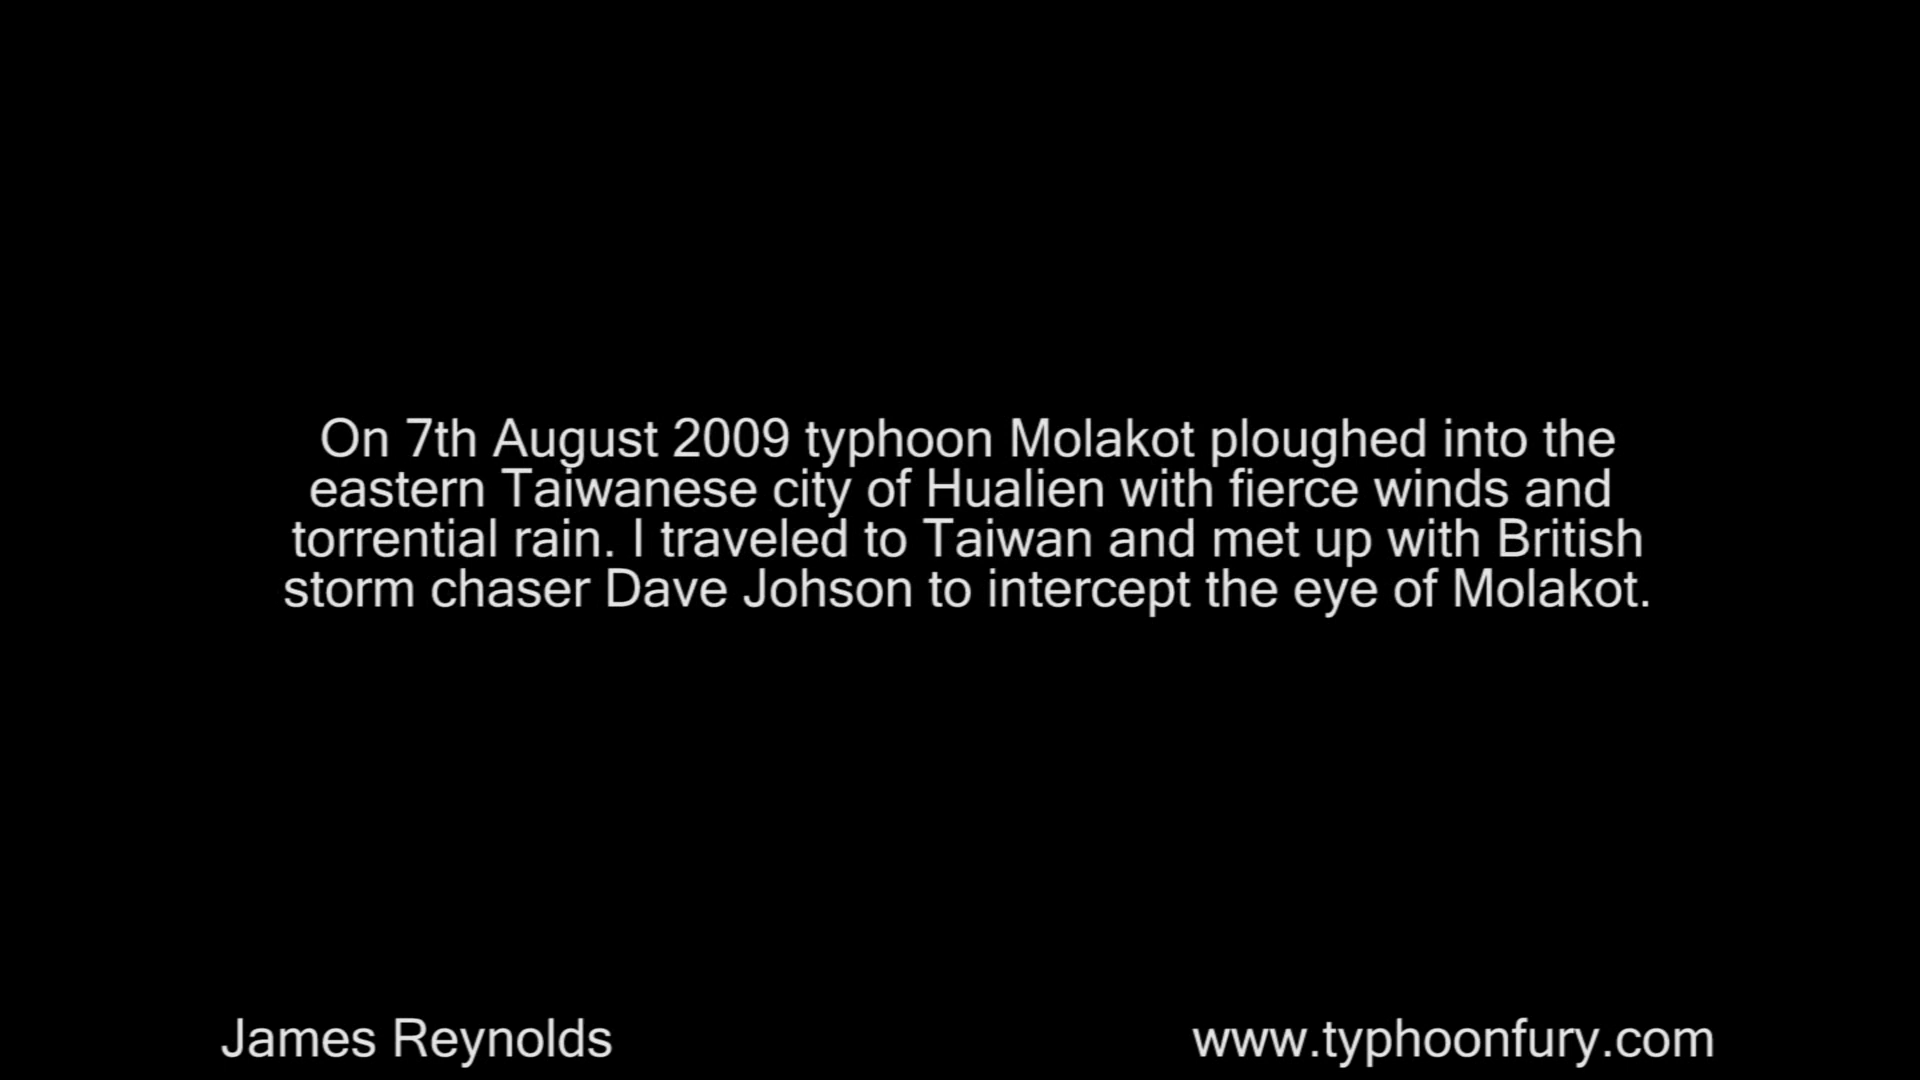 On 7th August 2009 typhoon Molakot ploughed into the
eastern Taiwanese city of Hualien with fierce winds and
torrential rain. I traveled to Taiwan and met up with British
storm chaser Dave Johson to intercept the eye of Molakot.
James Reynolds
www.typhoonfury.com